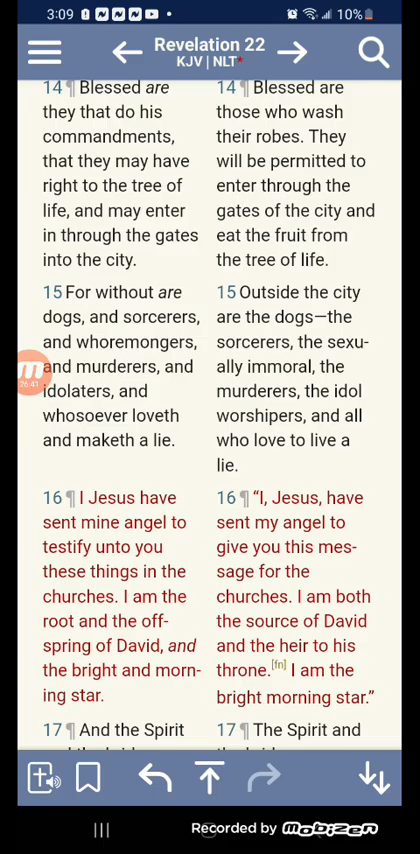 3:09 10%
Revelation 22
KJV | NLT*
14 ¶ Blessed are
they that do his
commandments,
that they may have
right to the tree of
life, and may enter
in through the gates
into the city.
14 ¶ Blessed are
those who wash
their robes. They
will be permitted to
enter through the
gates of the city and
eat the fruit from
the tree of life.
15 For without are
dogs, and sorcerers,
and whoremongers,
and murderers, and
idolaters, and
whosoever loveth
and maketh a lie.
15 Outside the city
are the dogs—the
sorcerers, the sexu-
ally immoral, the
murderers, the idol
worshipers, and all
who love to live a
lie.
26:41
16 ¶ I Jesus have
sent mine angel to
testify unto you
these things in the
churches. I am the
root and the off-
spring of David, and
the bright and morn-
ing star.
16 ¶ “I, Jesus, have
sent my angel to
give you this mes-
sage for the
churches. I am both
the source of David
and the heir to his
throne.[fn] I am the
bright morning star.”
17 ¶ And the Spirit
17 ¶ The Spirit and
Recorded by mobizen